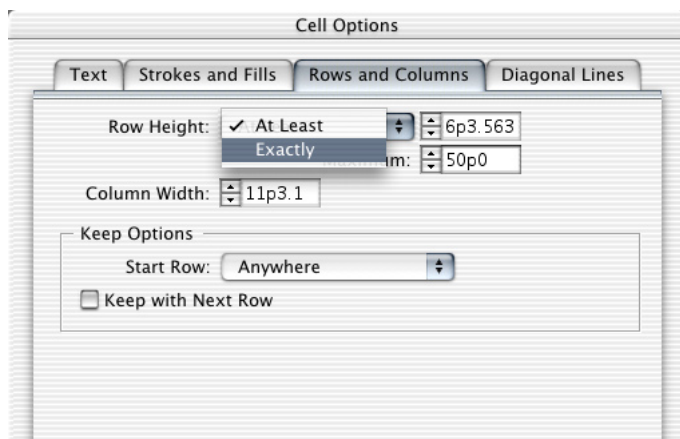 Cell Options
Text Strokes and Fills Rows and Columns Diagonal Lines
Row Height: ✓ At Least 6p3.563
Exactly
50p0
Column Width: 11p3.1
Keep Options
Start Row: Anywhere
Keep with Next Row